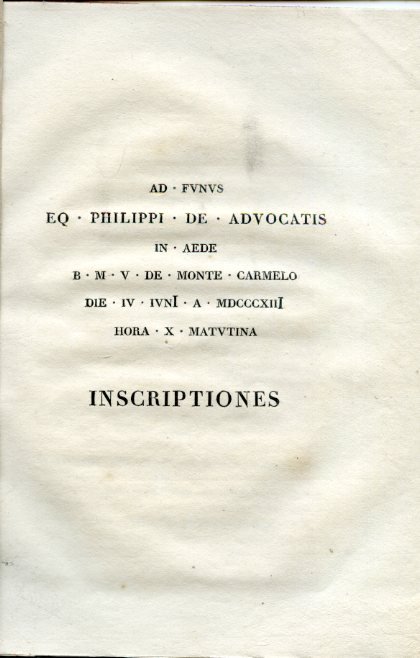 AD · FVNVS
EQ · PHILIPPI · DE · ADVOCATIS
IN · AEDE
B · M · V · DE · MONTE · CARMELO
DIE · IV · IVNI · A · MDCCCXIII
HORA · X · MATVTINA
INSCRIPTIONES